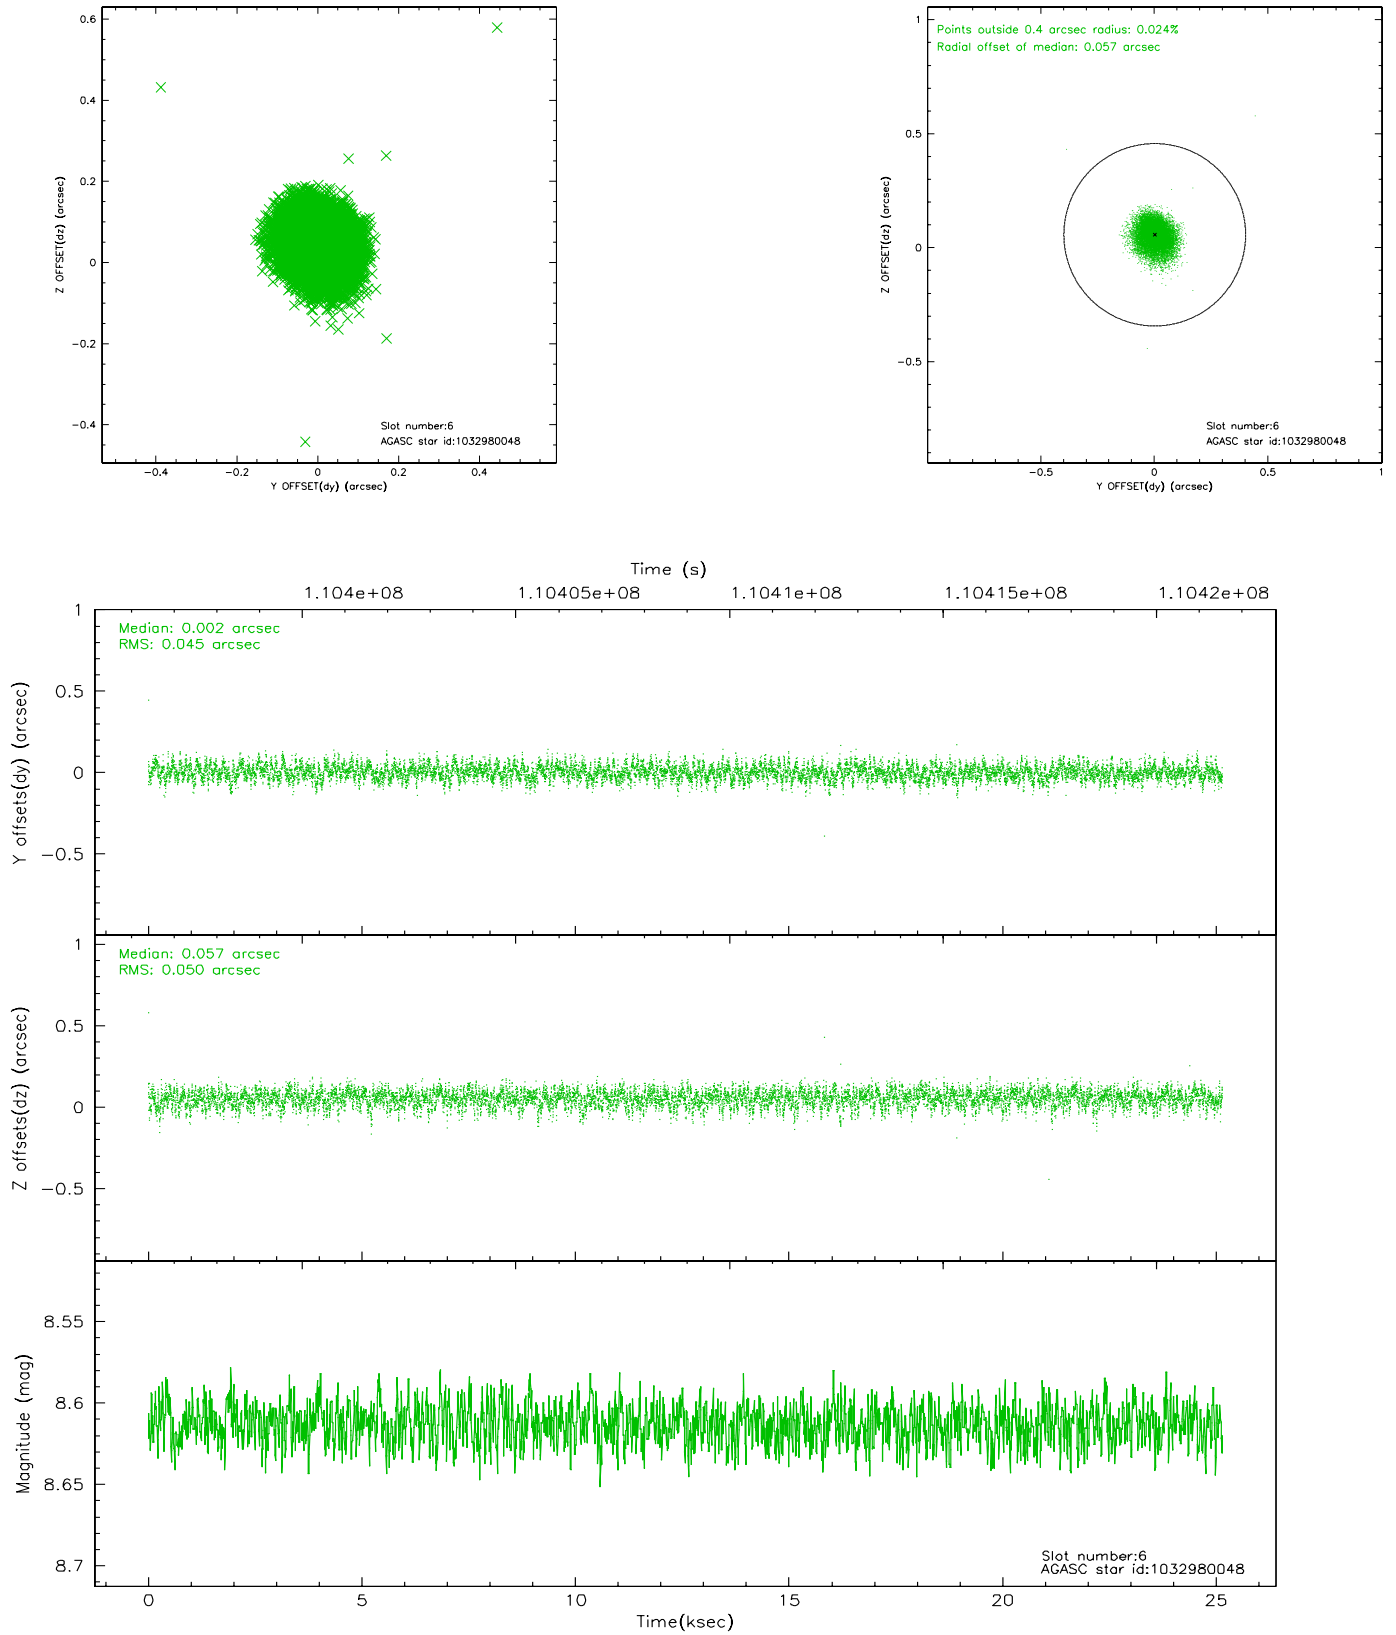 0.6
0.4
0.2
0
−0.2
−0.4
Z OFFSET(dz) (arcsec)
Slot number:6
AGASC star id:1032980048
−0.4
−0.2
0
0.2
0.4
Y OFFSET(dy) (arcsec)
1
0.5
0
−0.5
Z OFFSET(dz) (arcsec)
Points outside 0.4 arcsec radius: 0.024%
Radial offset of median: 0.057 arcsec
Slot number:6
AGASC star id:1032980048
−0.5
0
0.5
1
Y OFFSET(dy) (arcsec)
Time (s)
1.104e+08
1.10405e+08
1.1041e+08
1.10415e+08
1.1042e+08
1
0.5
0
−0.5
Y offsets(dy) (arcsec)
Median: 0.002 arcsec
RMS: 0.045 arcsec
1
0.5
0
−0.5
Z offsets(dz) (arcsec)
Median: 0.057 arcsec
RMS: 0.050 arcsec
8.55
8.6
8.65
8.7
Magnitude (mag)
Slot number:6
AGASC star id:1032980048
0
5
10
15
20
25
Time(ksec)